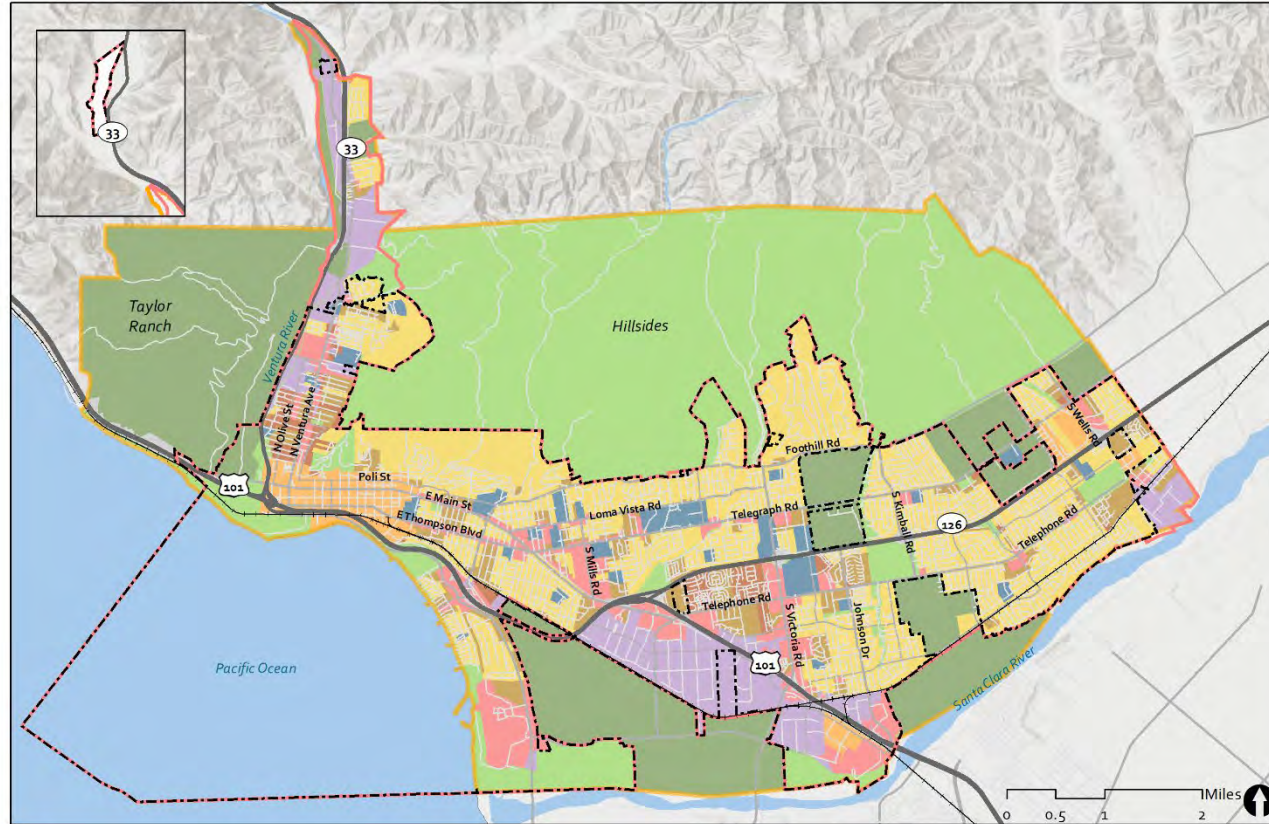 33
33
Taylor
Ranch
Ventura River
Hillsides
N Olive St
N Ventura Ave
S Wells Rd
Foothill Rd
Poli St
101
E Main St
Loma Vista Rd
Telegraph Rd
S Kimball Rd
126
E Thompson Blvd
Telephone Rd
S Mills Rd
Telephone Rd
S Victoria Rd
Johnson Dr
Pacific Ocean
101
Santa Clara River
Miles
0 0.5 1 2